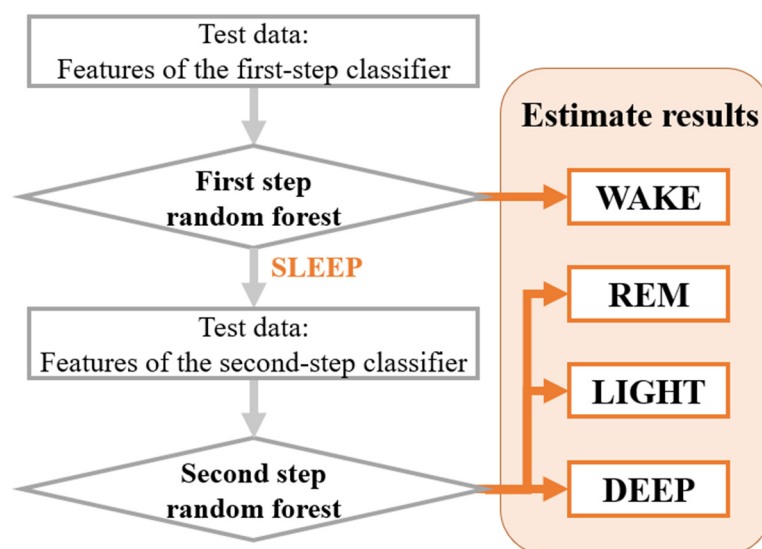 Test data:
Features of the first-step classifier
First step
random forest
SLEEP
Test data:
Features of the second-step classifier
Second step
random forest
Estimate results
WAKE
REM
LIGHT
DEEP